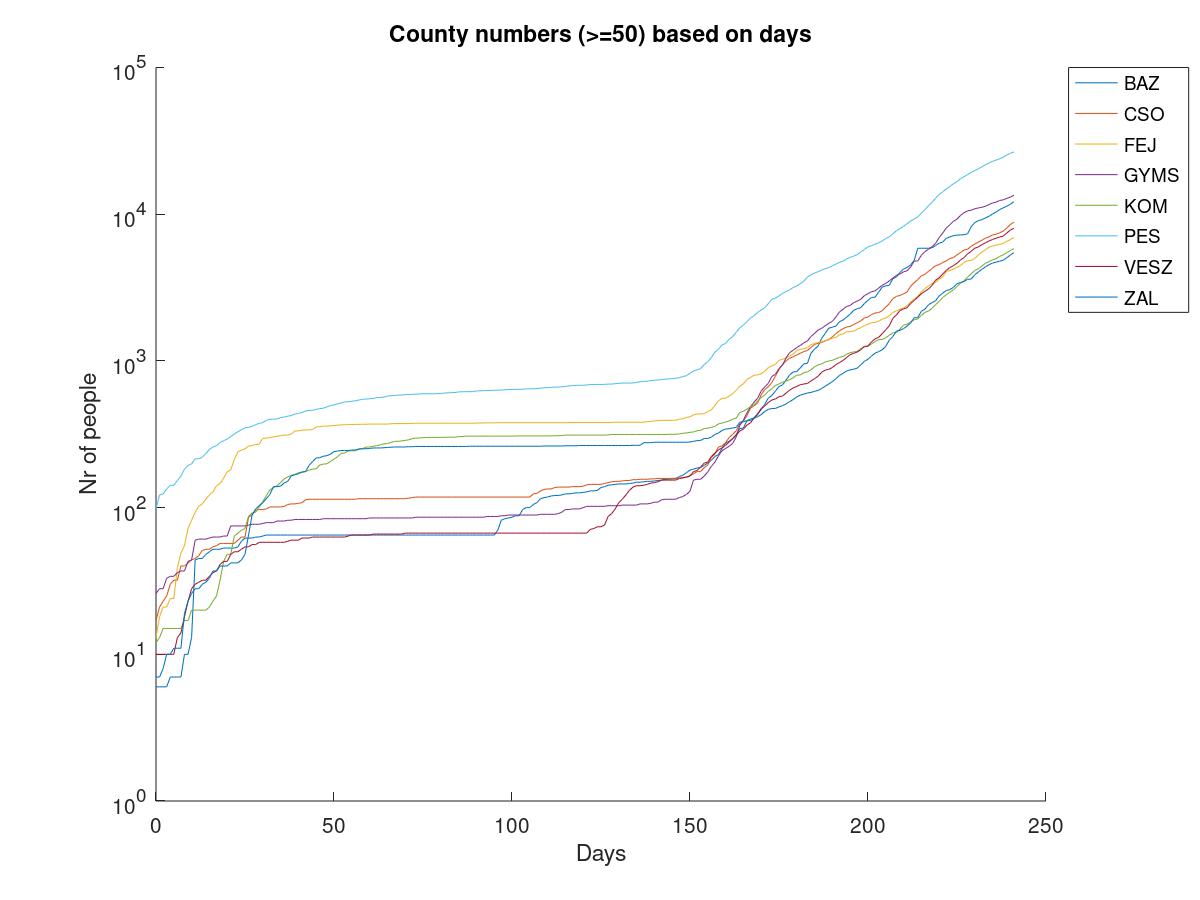 County numbers (>=50) based on days
10^5
10^4
10^3
10^2
10^1
10^0
Nr of people
0 50 100 150 200 250
Days
BAZ
CSO
FEJ
GYMS
KOM
PES
VESZ
ZAL